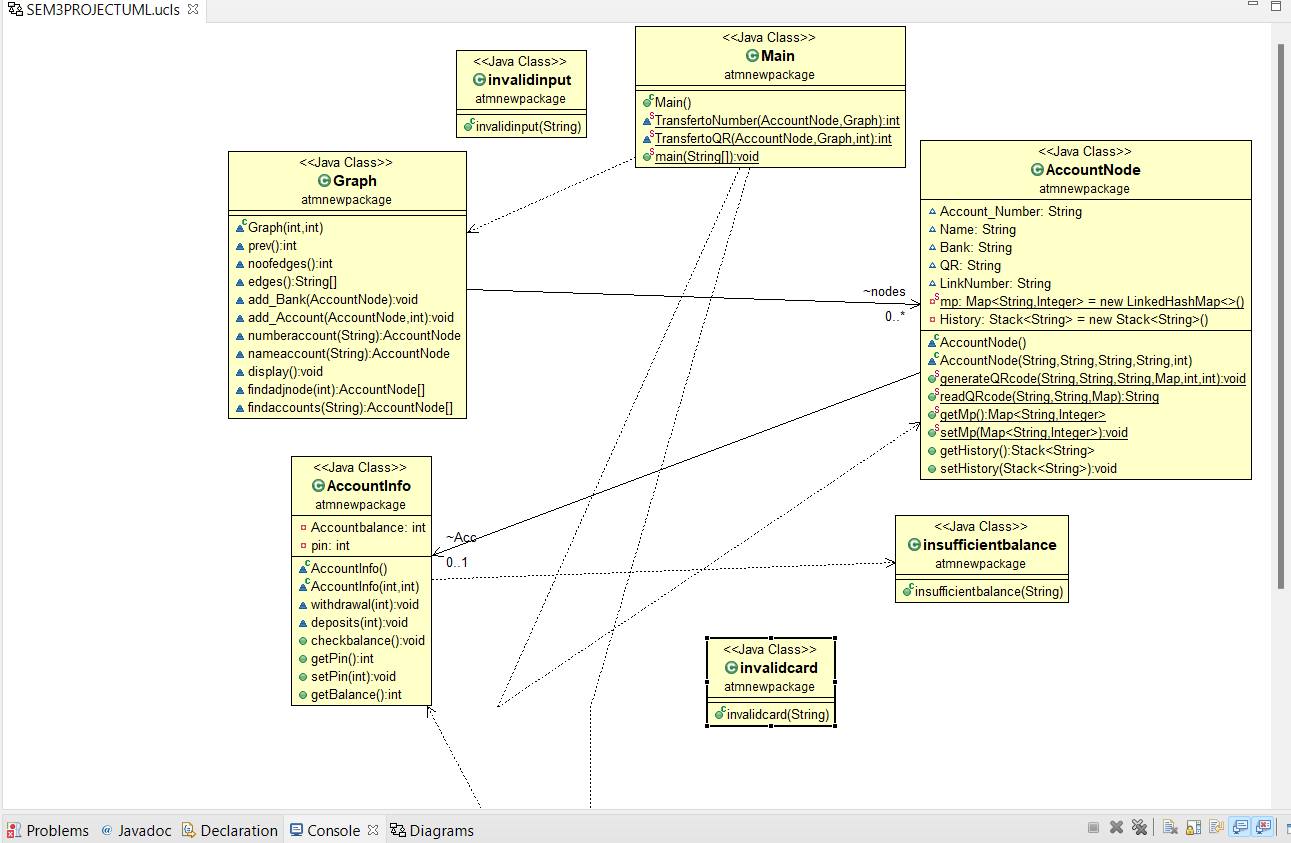 SEM3PROJECTUML.ucls
<<Java Class>>
invalidinput
atmnewpackage
invalidinput(String)
<<Java Class>>
Main
atmnewpackage
Main()
TransfertoNumber(AccountNode,Graph):int
TransfertoQR(AccountNode,Graph,int):int
main(String[]):void
<<Java Class>>
Graph
atmnewpackage
Graph(int,int)
prev():int
noofedges():int
edges():String[]
add_Bank(AccountNode):void
add_Account(AccountNode,int):void
numberaccount(String):AccountNode
nameaccount(String):AccountNode
display():void
findadjnode(int):AccountNode[]
findaccounts(String):AccountNode[]
<<Java Class>>
AccountNode
atmnewpackage
Account_Number: String
Name: String
Bank: String
QR: String
LinkNumber: String
mp: Map<String,Integer> = new LinkedHashMap<>()
History: Stack<String> = new Stack<String>()
AccountNode()
AccountNode(String,String,String,String,int)
generateQRcode(String,String,String,Map,int,int):void
readQRcode(String,String,Map):String
getMp():Map<String,Integer>
setMp(Map<String,Integer>):void
getHistory():Stack<String>
setHistory(Stack<String>):void
~nodes
0..*
<<Java Class>>
AccountInfo
atmnewpackage
Accountbalance: int
pin: int
AccountInfo()
AccountInfo(int,int)
withdrawal(int):void
deposits(int):void
checkbalance():void
getPin():int
setPin(int):void
getBalance():int
~Acc
0..1
<<Java Class>>
insufficientbalance
atmnewpackage
insufficientbalance(String)
<<Java Class>>
invalidcard
atmnewpackage
invalidcard(String)
Problems @ Javadoc Declaration Console Diagrams